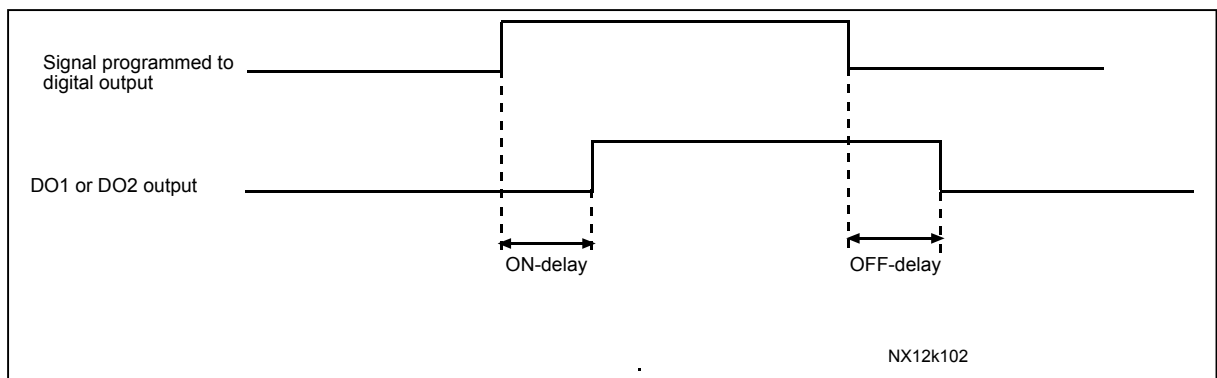 Signal programmed to
digital output
DO1 or DO2 output
ON-delay
OFF-delay
NX12k102